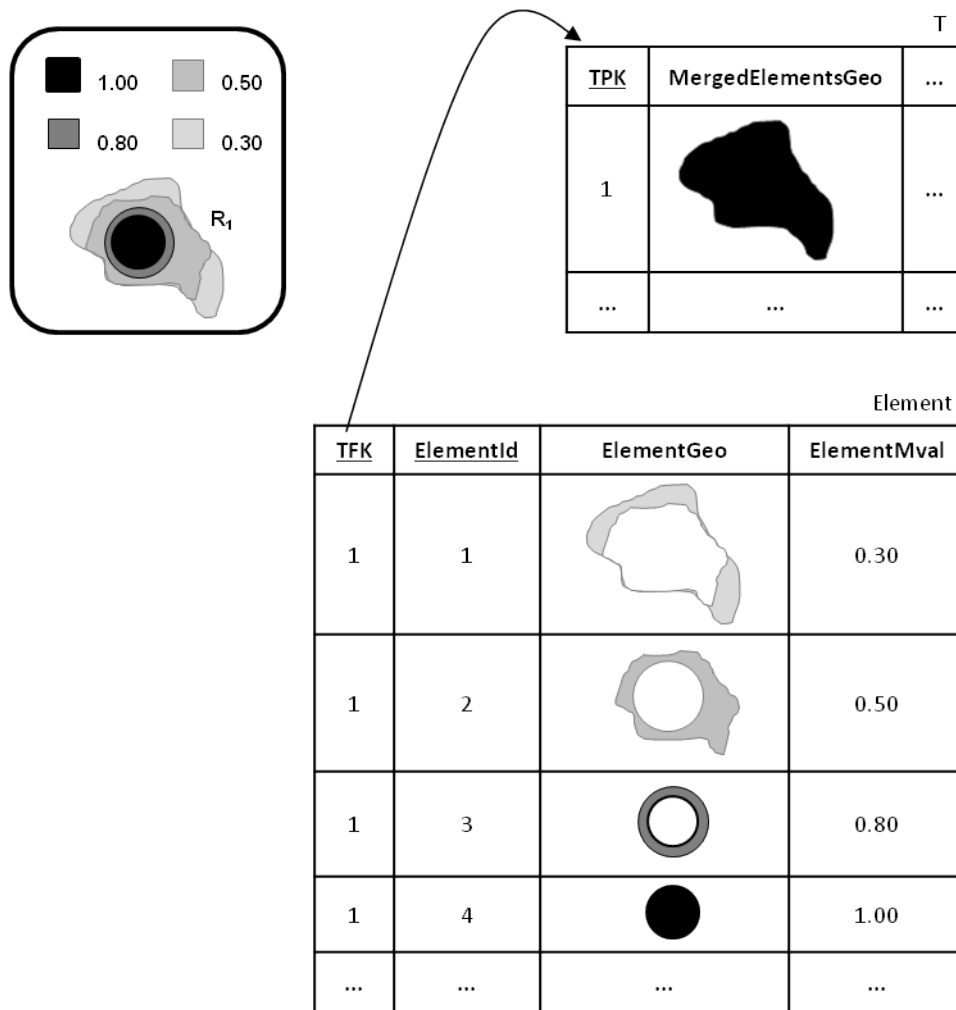 1.00 0.50
0.80 0.30
R₁
T
TPK MergedElementsGeo ...
1 ...
... ... ...
Element
TFK ElementId ElementGeo ElementMval
1 1 0.30
1 2 0.50
1 3 0.80
1 4 1.00
... ... ... ...